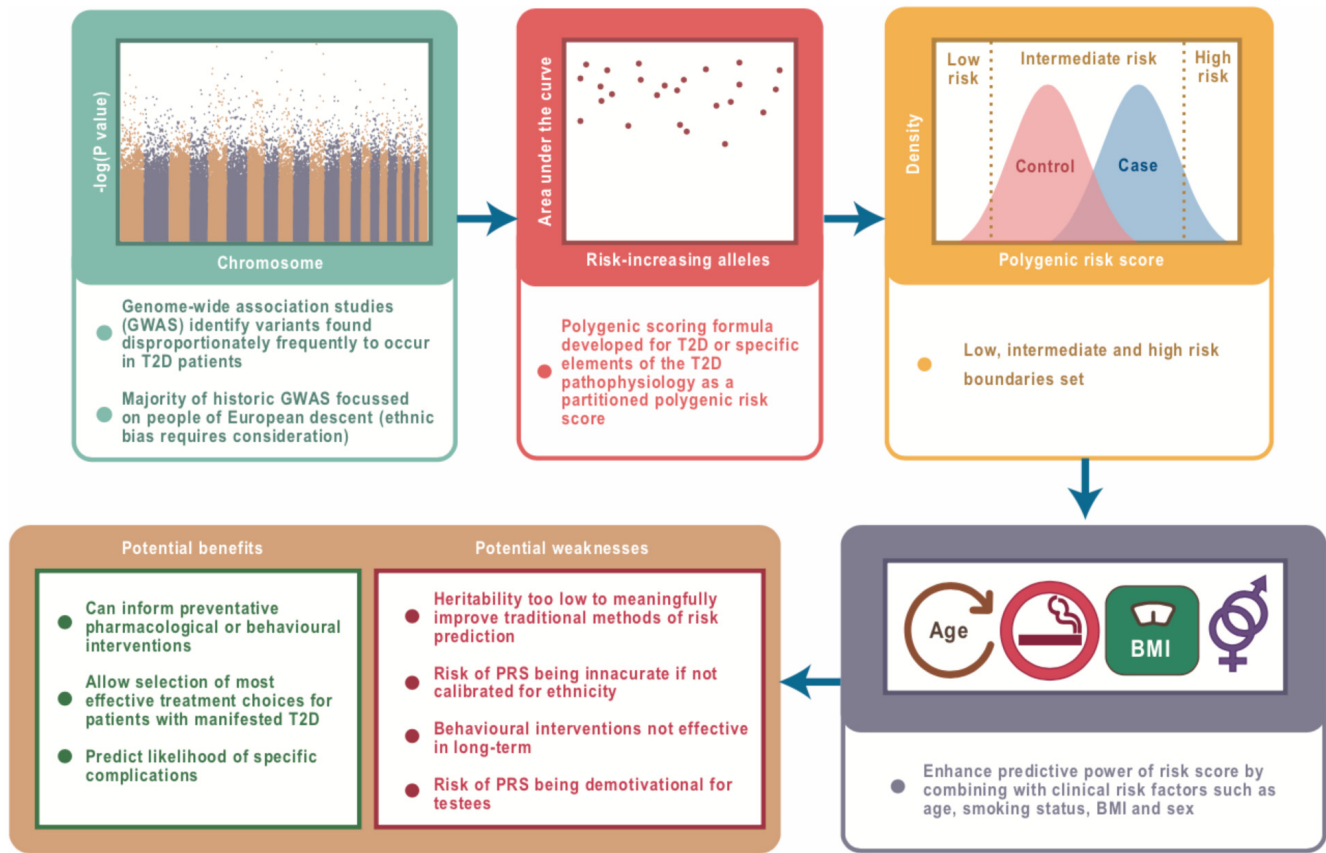 -log(P value)
Chromosome
Genome-wide association studies
(GWAS) identify variants found
disproportionately frequently to occur
in T2D patients
Majority of historic GWAS focussed
on people of European descent (ethnic
bias requires consideration)
Area under the curve
Risk-increasing alleles
Polygenic scoring formula
developed for T2D or specific
elements of the T2D
pathophysiology as a
partitioned polygenic risk
score
Density
Low
risk
Intermediate risk
High
risk
Control
Case
Polygenic risk score
Low, intermediate and high risk
boundaries set
Age
BMI
Enhance predictive power of risk score by
combining with clinical risk factors such as
age, smoking status, BMI and sex
Potential benefits
Can inform preventative
pharmacological or behavioural
interventions
Allow selection of most
effective treatment choices for
patients with manifested T2D
Predict likelihood of specific
complications
Potential weaknesses
Heritability too low to meaningfully
improve traditional methods of risk
prediction
Risk of PRS being innacurate if not
calibrated for ethnicity
Behavioural interventions not effective
in long-term
Risk of PRS being demotivational for
testees